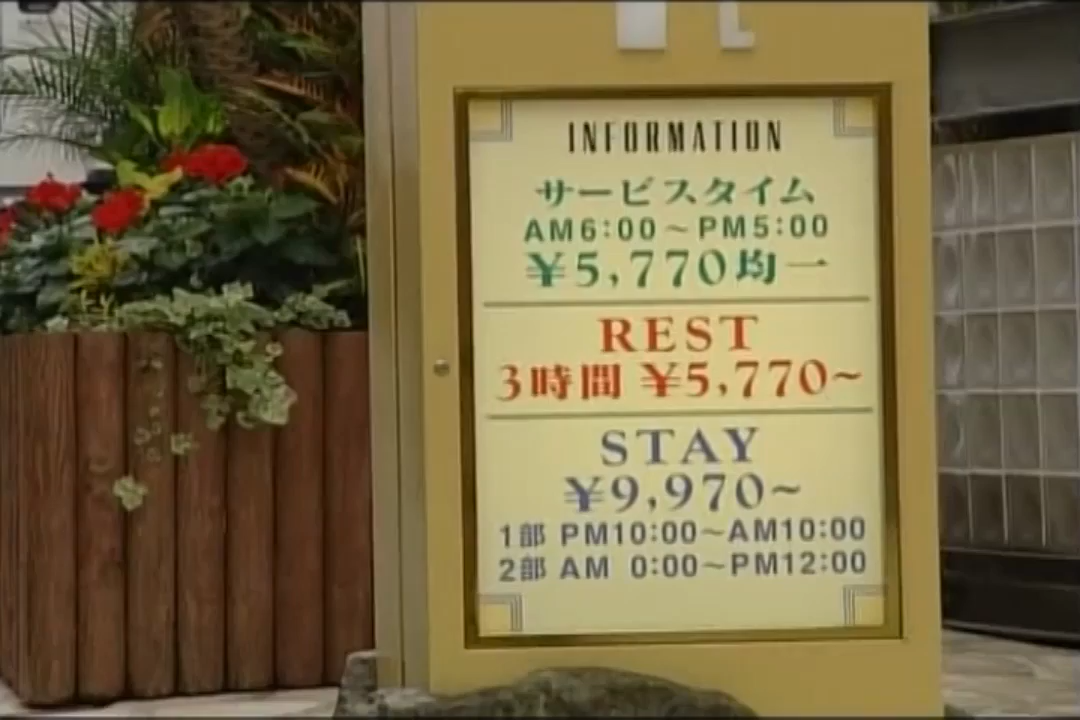 INFORMATION
サービスタイム
AM6:00～PM5:00
¥5,770均一
REST
3時間 ¥5,770～
STAY
¥9,970～
1部 PM10:00～AM10:00
2部 AM 0:00～PM12:00